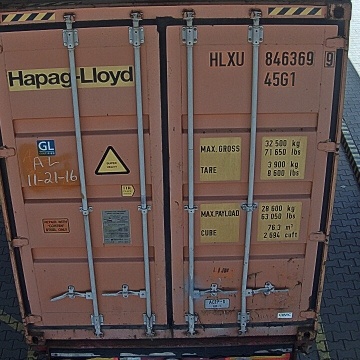 HLXU 846369 9
45G1
Hapag-Lloyd
GL
AL
11-21-16
MAX. GROSS 32 500 kg
71 650 lbs
TARE 3 900 kg
8 600 lbs
MAX. PAYLOAD 28 600 kg
63 050 lbs
CUBE 76.3 m³
2 694 cuft